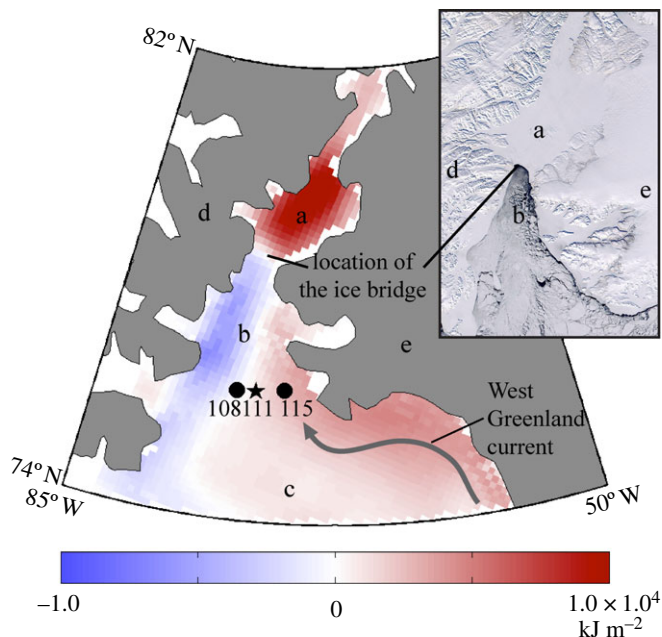 82° N
a
d
b
e
a
d
location of
the ice bridge
b
e
108 111 115
West
Greenland
current
c
74° N
85° W
50° W
−1.0
0
1.0 × 10⁴
kJ m⁻²